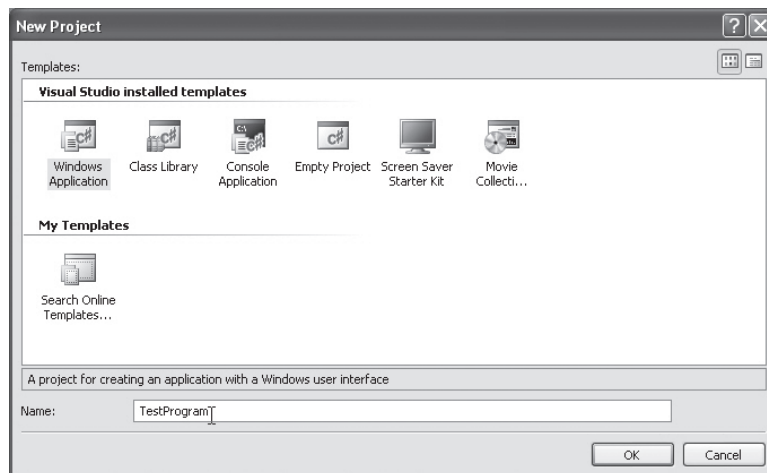 New Project
Templates:
Visual Studio installed templates
Windows Application
Class Library
Console Application
Empty Project
Screen Saver Starter Kit
Movie Collecti...
My Templates
Search Online Templates...
A project for creating an application with a Windows user interface
Name: TestProgram
OK Cancel